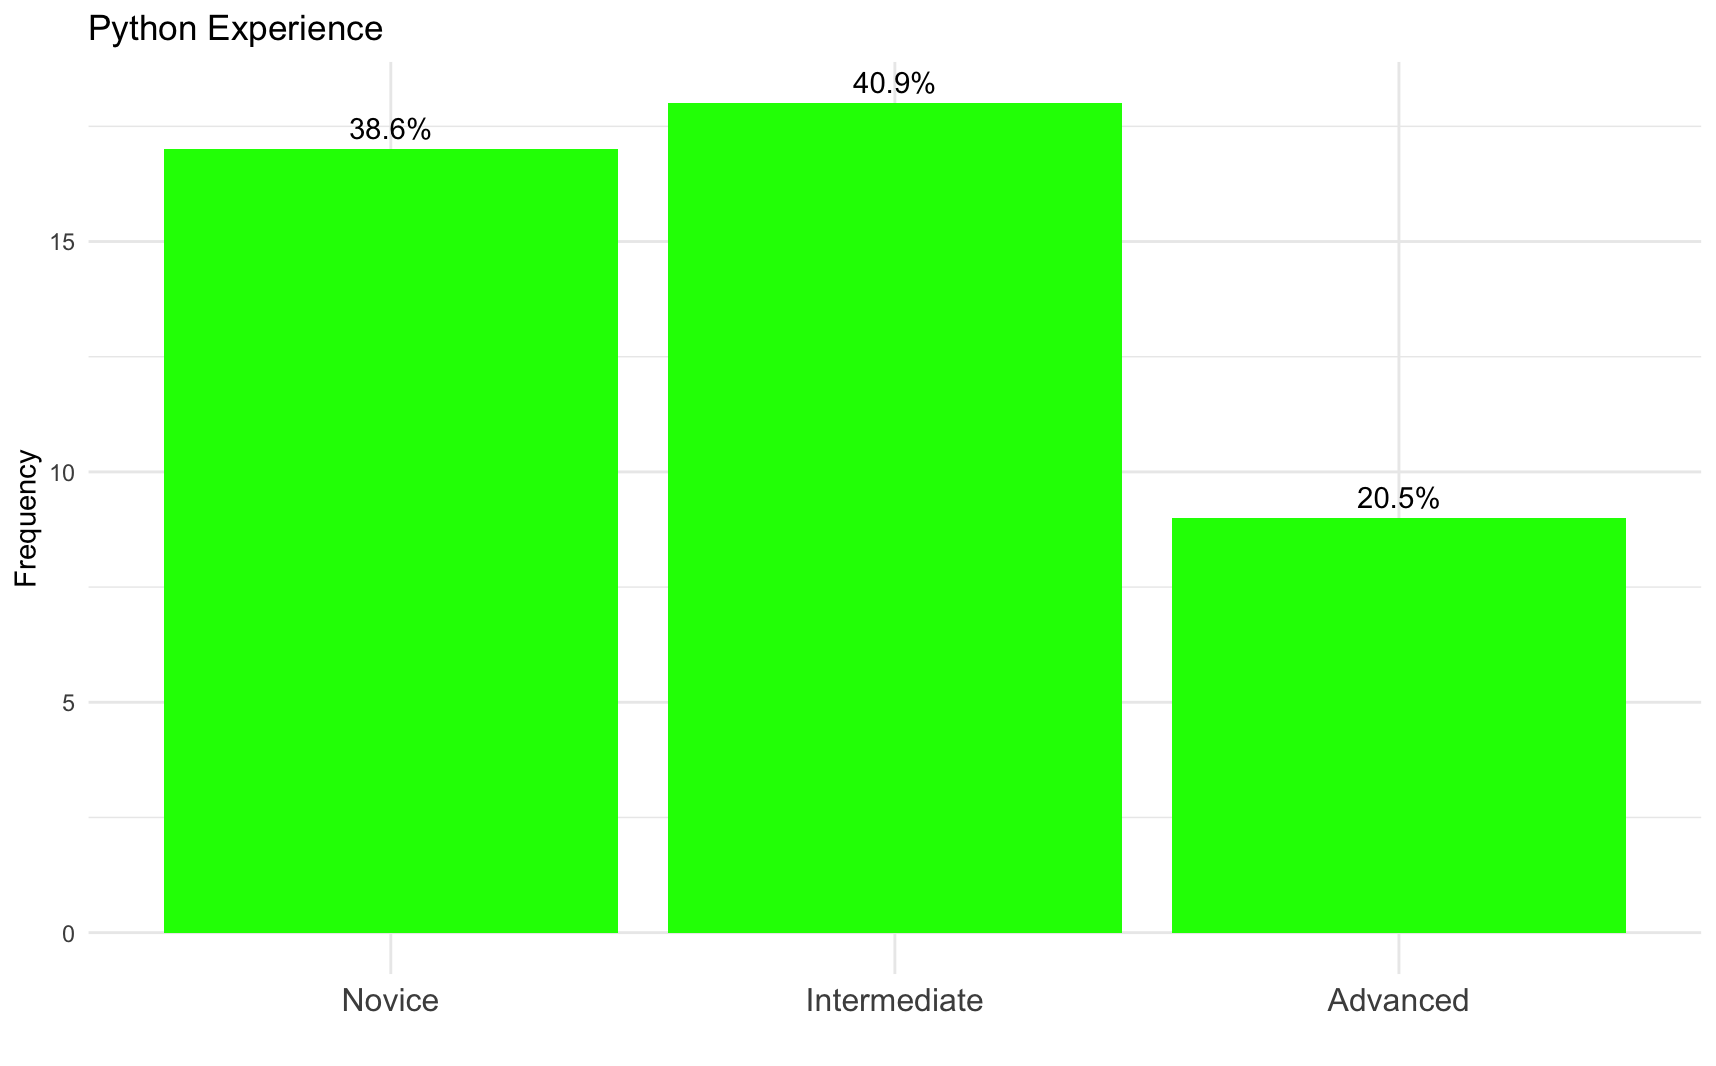 Python Experience
40.9%
38.6%
15
10
20.5%
5
0
Frequency
Novice Intermediate Advanced